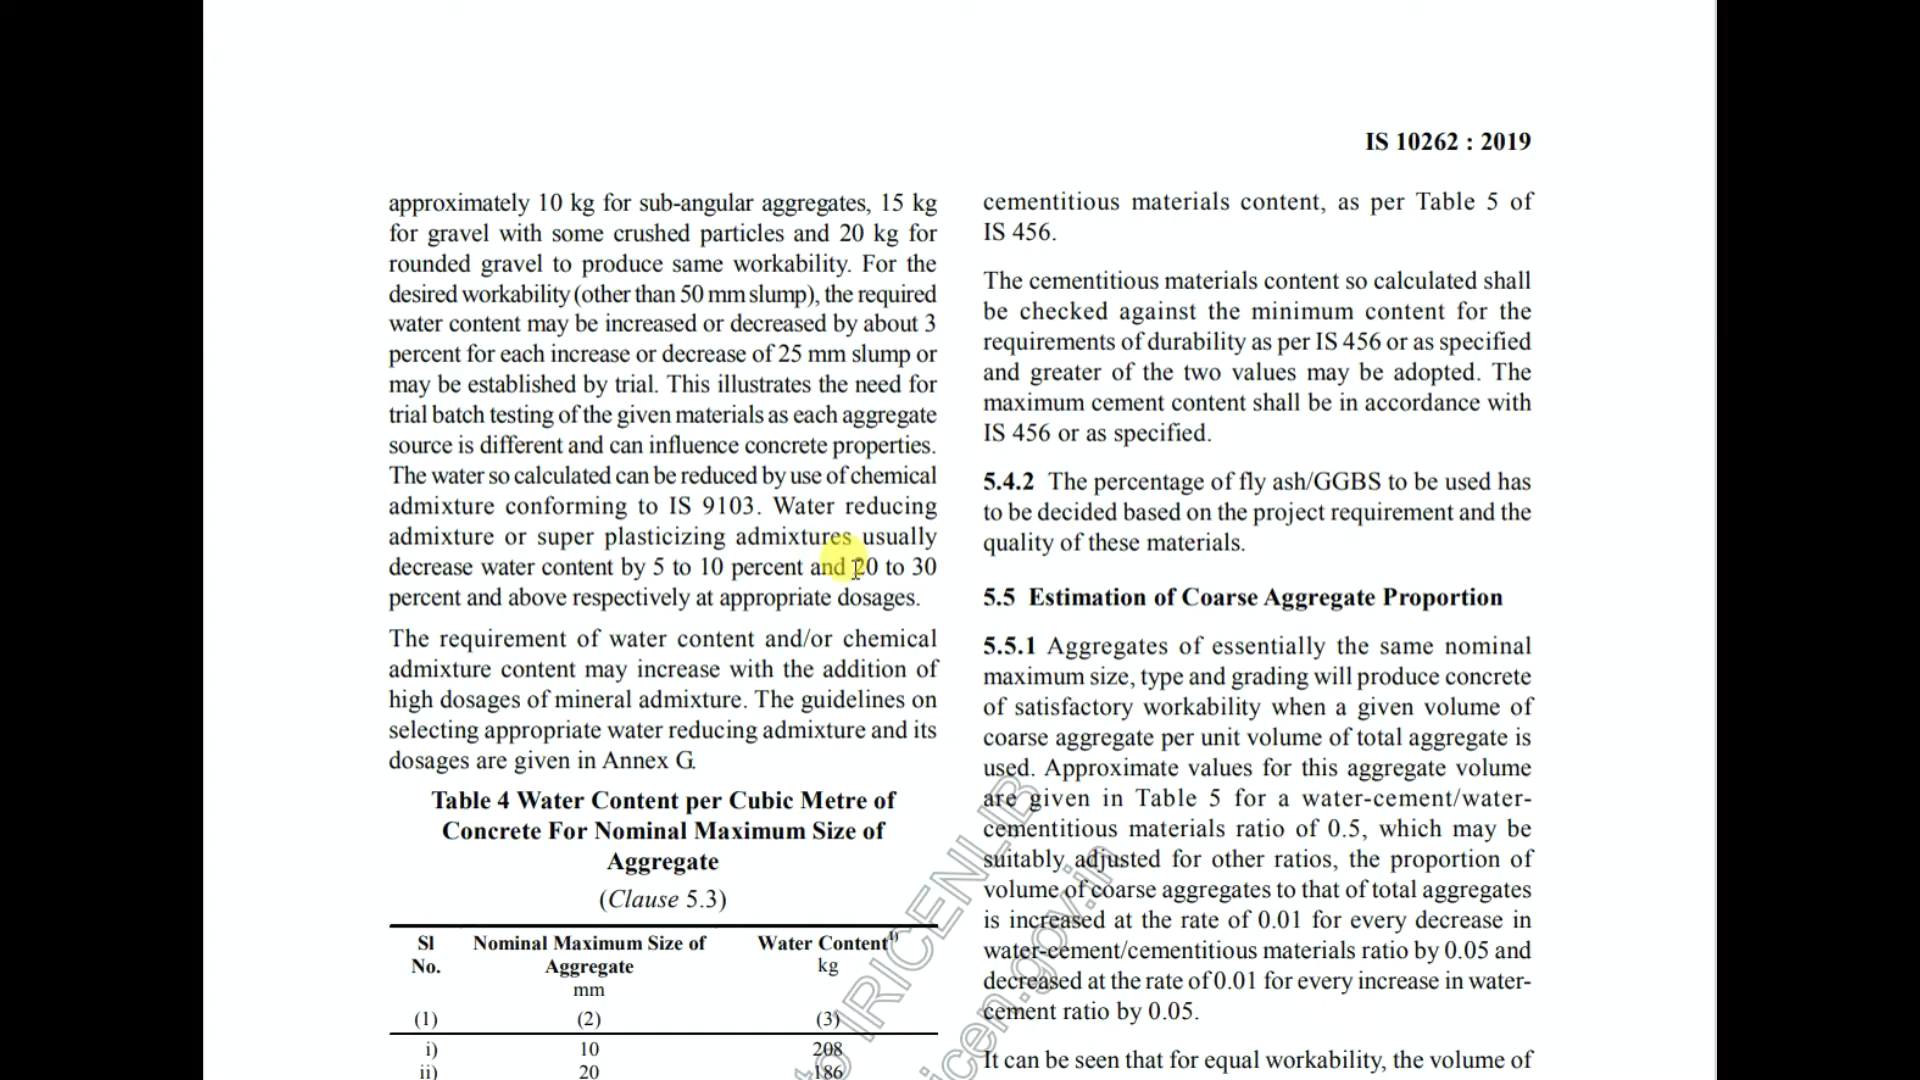 IS 10262 : 2019
approximately 10 kg for sub-angular aggregates, 15 kg
for gravel with some crushed particles and 20 kg for
rounded gravel to produce same workability. For the
desired workability (other than 50 mm slump), the required
water content may be increased or decreased by about 3
percent for each increase or decrease of 25 mm slump or
may be established by trial. This illustrates the need for
trial batch testing of the given materials as each aggregate
source is different and can influence concrete properties.
The water so calculated can be reduced by use of chemical
admixture conforming to IS 9103. Water reducing
admixture or super plasticizing admixtures usually
decrease water content by 5 to 10 percent and 20 to 30
percent and above respectively at appropriate dosages.
The requirement of water content and/or chemical
admixture content may increase with the addition of
high dosages of mineral admixture. The guidelines on
selecting appropriate water reducing admixture and its
dosages are given in Annex G.
Table 4 Water Content per Cubic Metre of
Concrete For Nominal Maximum Size of
Aggregate
(Clause 5.3)
Sl Nominal Maximum Size of Water Content1)
No. Aggregate kg
mm
(1) (2) (3)
i) 10 208
ii) 20 186
cementitious materials content, as per Table 5 of
IS 456.
The cementitious materials content so calculated shall
be checked against the minimum content for the
requirements of durability as per IS 456 or as specified
and greater of the two values may be adopted. The
maximum cement content shall be in accordance with
IS 456 or as specified.
5.4.2 The percentage of fly ash/GGBS to be used has
to be decided based on the project requirement and the
quality of these materials.
5.5 Estimation of Coarse Aggregate Proportion
5.5.1 Aggregates of essentially the same nominal
maximum size, type and grading will produce concrete
of satisfactory workability when a given volume of
coarse aggregate per unit volume of total aggregate is
used. Approximate values for this aggregate volume
are given in Table 5 for a water-cement/water-
cementitious materials ratio of 0.5, which may be
suitably adjusted for other ratios, the proportion of
volume of coarse aggregates to that of total aggregates
is increased at the rate of 0.01 for every decrease in
water-cement/cementitious materials ratio by 0.05 and
decreased at the rate of 0.01 for every increase in water-
cement ratio by 0.05.
It can be seen that for equal workability, the volume of
to IRICENLIB
icen.gov.in